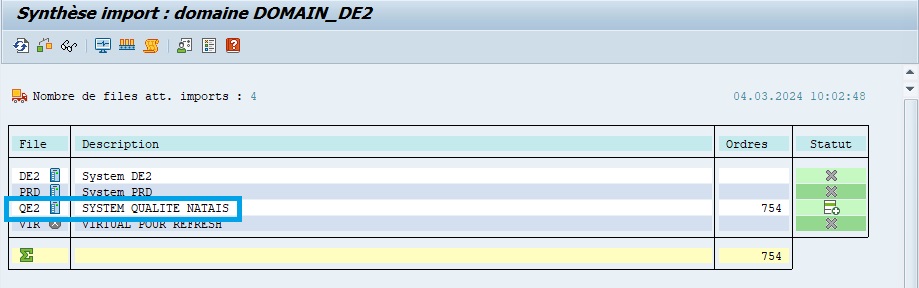 Synthèse import : domaine DOMAIN_DE2
Nombre de files att. imports : 4 04.03.2024 10:02:48
File Description Ordres Statut
DE2 System DE2
PRD System PRD
QE2 SYSTEM QUALITE NATAIS 754
VIR VIRTUAL POUR REFRESH
754